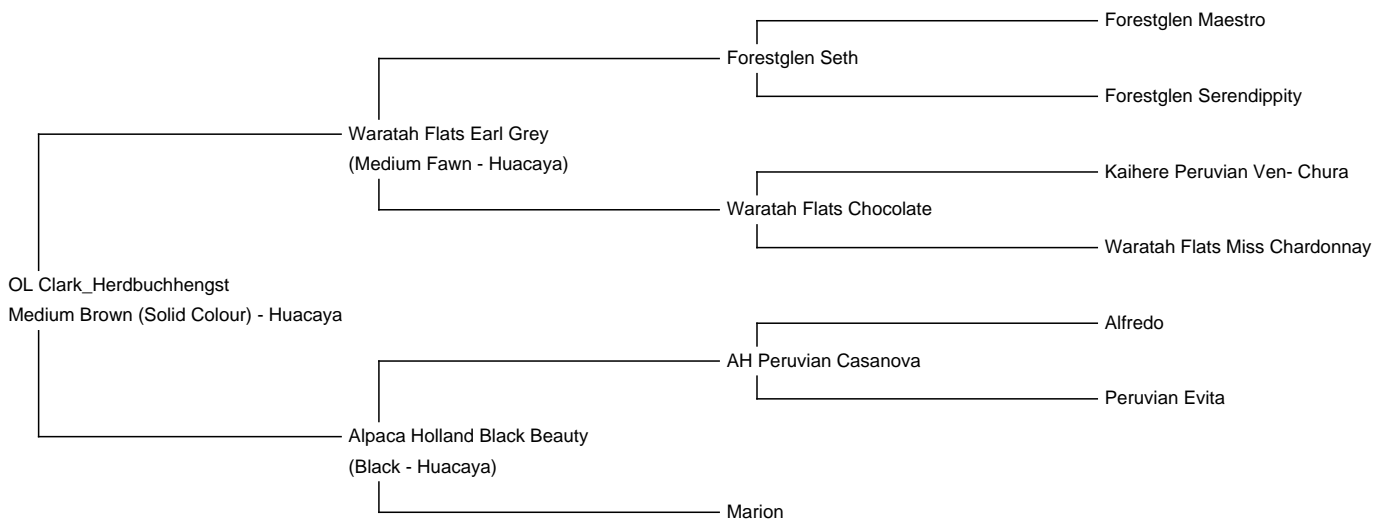 Forestglen Maestro
Forestglen Seth
Forestglen Serendippity
Waratah Flats Earl Grey
(Medium Fawn - Huacaya)
Kaihere Peruvian Ven- Chura
Waratah Flats Chocolate
Waratah Flats Miss Chardonnay
OL Clark_Herdbuchhengst
Medium Brown (Solid Colour) - Huacaya
Alfredo
AH Peruvian Casanova
Peruvian Evita
Alpaca Holland Black Beauty
(Black - Huacaya)
Marion